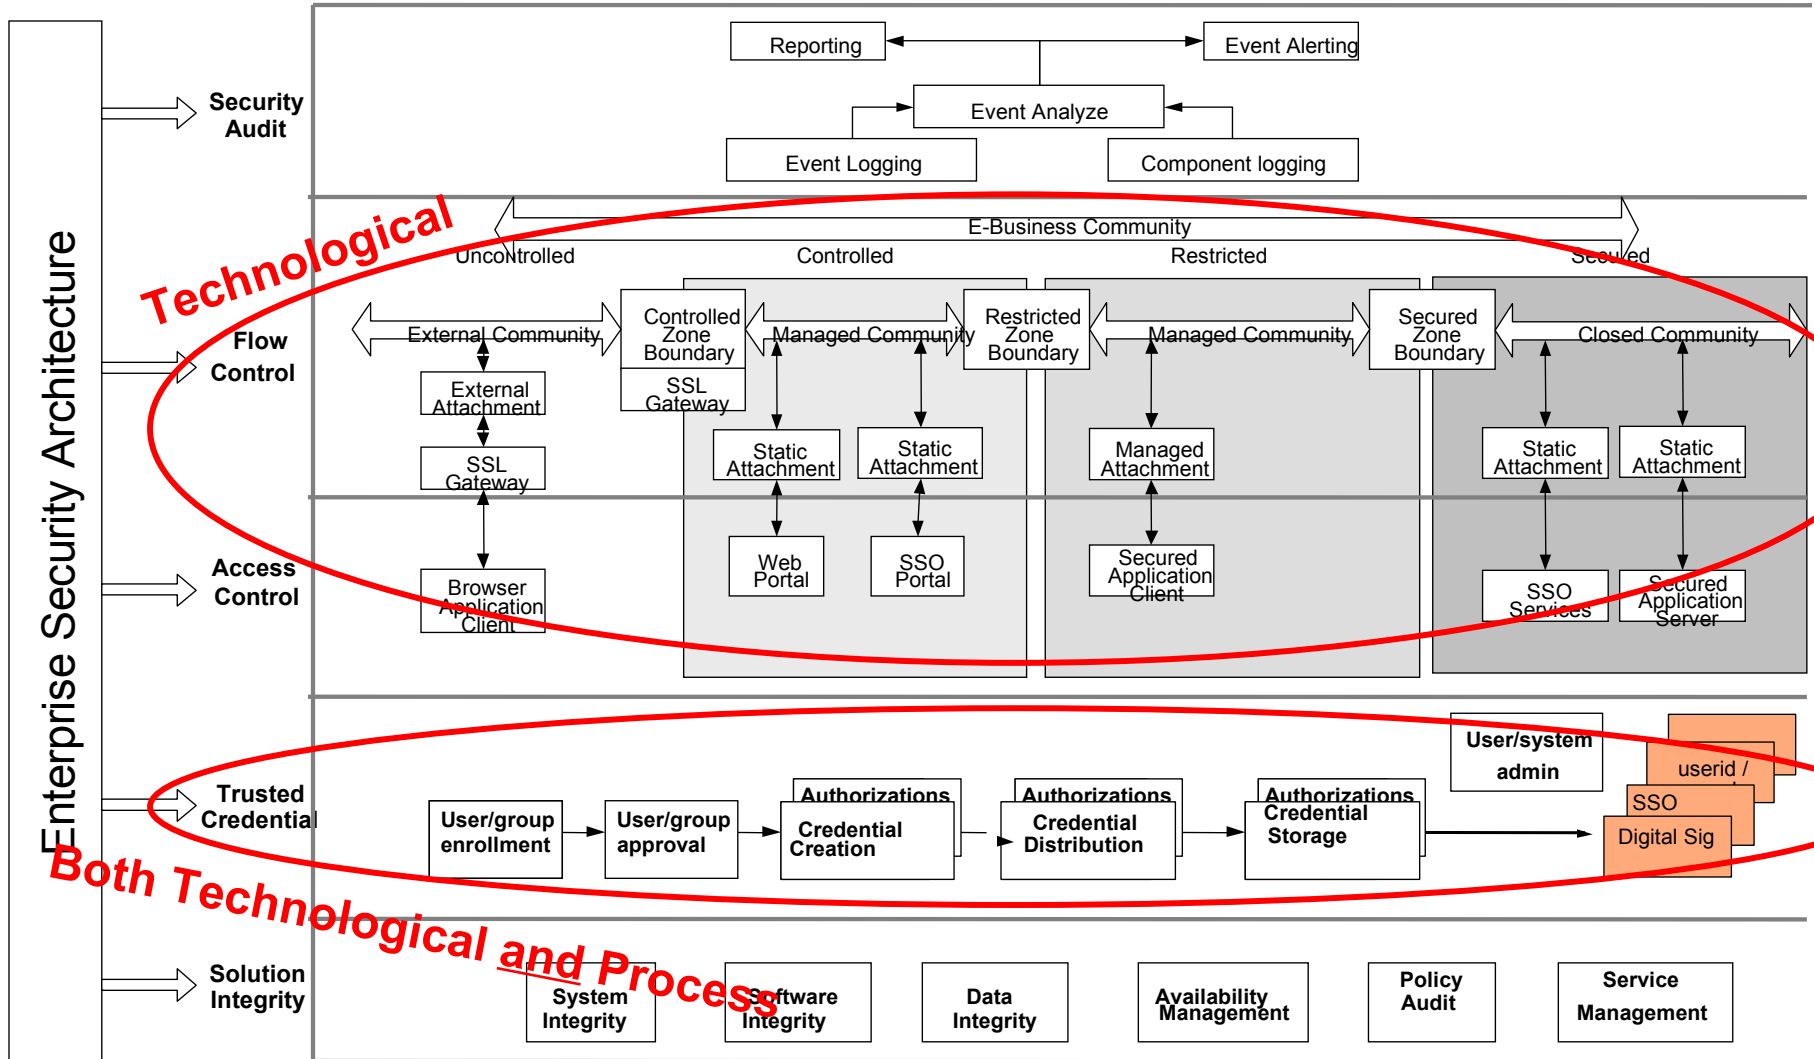 Enterprise Security Architecture
Security
Audit
Reporting
Event Alerting
Event Analyze
Event Logging
Component logging
Technological
Flow
Control
E-Business Community
Uncontrolled
Controlled
Restricted
Secured
External Community
Controlled
Zone
Boundary
SSL
Gateway
Managed Community
Restricted
Zone
Boundary
Managed Community
Secured
Zone
Boundary
Closed Community
External
Attachment
SSL
Gateway
Static
Attachment
Static
Attachment
Managed
Attachment
Static
Attachment
Static
Attachment
Access
Control
Browser
Application
Client
Web
Portal
SSO
Portal
Secured
Application
Client
SSO
Services
Secured
Application
Server
Trusted
Credential
User/group
enrollment
User/group
approval
Authorizations
Credential
Creation
Authorizations
Credential
Distribution
Authorizations
Credential
Storage
User/system
admin
userid /
SSO
Digital Sig
Both Technological and Process
Solution
Integrity
System
Integrity
Software
Integrity
Data
Integrity
Availability
Management
Policy
Audit
Service
Management